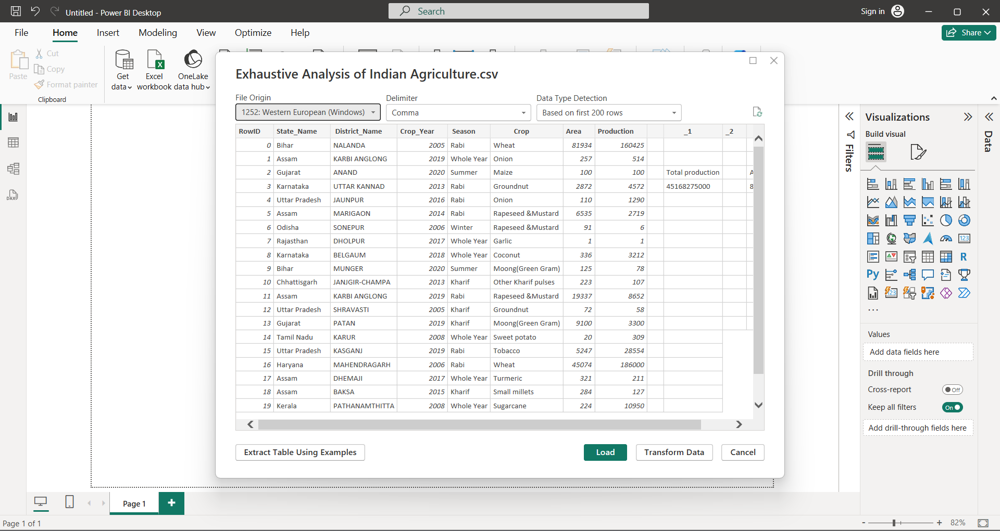 Untitled - Power BI Desktop
Search
Sign in
File Home Insert Modeling View Optimize Help
Share
Paste
Cut
Copy
Format painter
Clipboard
Get data
Excel workbook
OneLake data hub
Exhaustive Analysis of Indian Agriculture.csv
File Origin Delimiter Data Type Detection
1252: Western European (Windows) Comma Based on first 200 rows
RowID State_Name District_Name Crop_Year Season Crop Area Production _1 _2
0 Bihar NALANDA 2005 Rabi Wheat 81934 160425
1 Assam KARBI ANGLONG 2019 Whole Year Onion 257 514
2 Gujarat ANAND 2020 Summer Maize 100 100 Total production A
3 Karnataka UTTAR KANNAD 2013 Rabi Groundnut 2872 4572 45168275000 8
4 Uttar Pradesh JAUNPUR 2016 Rabi Onion 110 1290
5 Assam MARIGAON 2014 Rabi Rapeseed &Mustard 6535 2719
6 Odisha SONEPUR 2006 Winter Rapeseed &Mustard 91 6
7 Rajasthan DHOLPUR 2017 Whole Year Garlic 1 1
8 Karnataka BELGAUM 2018 Whole Year Coconut 336 3212
9 Bihar MUNGER 2020 Summer Moong(Green Gram) 125 78
10 Chhattisgarh JANJGIR-CHAMPA 2013 Kharif Other Kharif pulses 223 107
11 Assam KARBI ANGLONG 2019 Rabi Rapeseed &Mustard 19337 8652
12 Uttar Pradesh SHRAVASTI 2005 Kharif Groundnut 72 58
13 Gujarat PATAN 2019 Kharif Moong(Green Gram) 9100 3300
14 Tamil Nadu KARUR 2008 Whole Year Sweet potato 20 309
15 Uttar Pradesh KASGANJ 2019 Rabi Tobacco 5247 28554
16 Haryana MAHENDRAGARH 2006 Rabi Wheat 45074 186000
17 Assam DHEMAJI 2017 Whole Year Turmeric 321 211
18 Assam BAKSA 2015 Kharif Small millets 284 127
19 Kerala PATHANAMTHITTA 2008 Whole Year Sugarcane 224 10950
Extract Table Using Examples
Load
Transform Data
Cancel
Filters
Visualizations
Build visual
123
R
Py
123
...
Values
Add data fields here
Drill through
Cross-report Off
Keep all filters On
Add drill-through fields here
Data
DAX
Page 1
+
Page 1 of 1
- + 82%